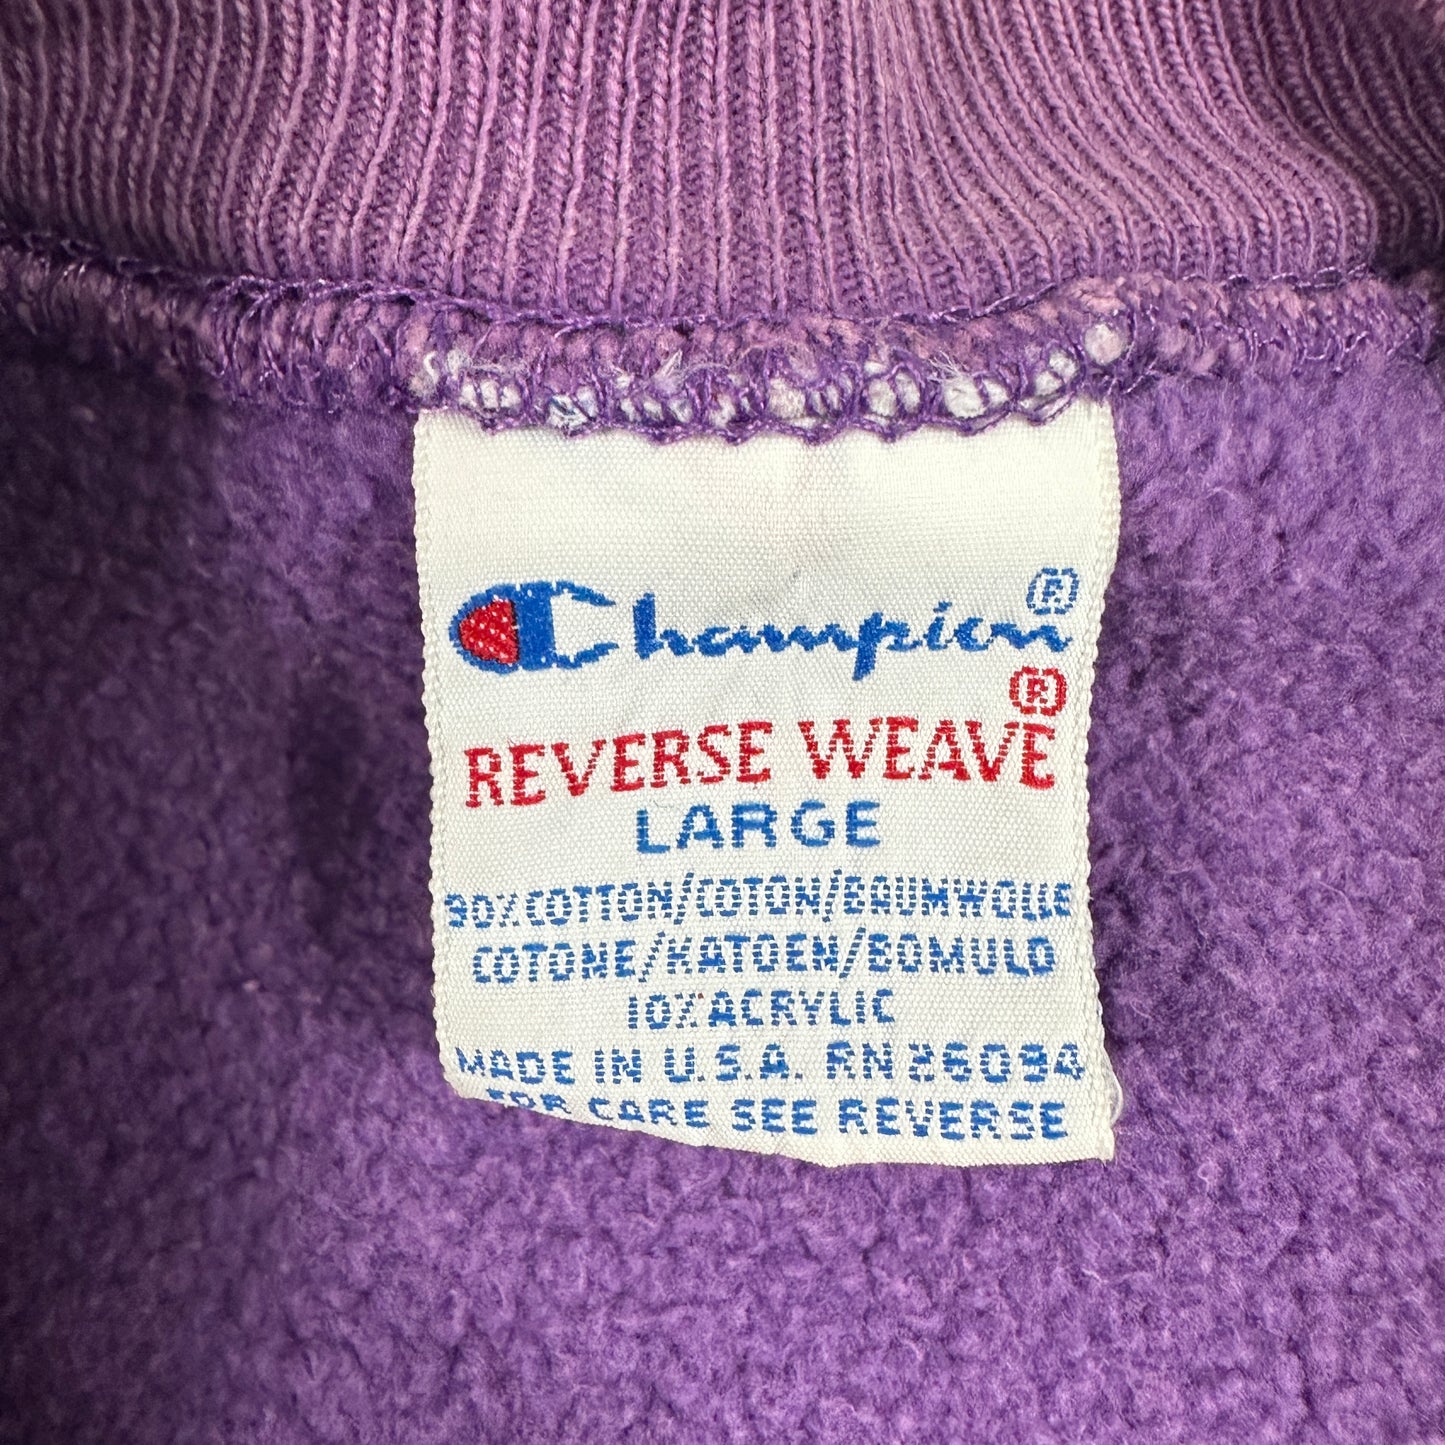 Champion®
REVERSE WEAVE®
LARGE
90%COTTON/COTON/BAUMWOLLE
COTONE/KATOEN/BOMULD
10%ACRYLIC
MADE IN U.S.A. RN 26094
FOR CARE SEE REVERSE